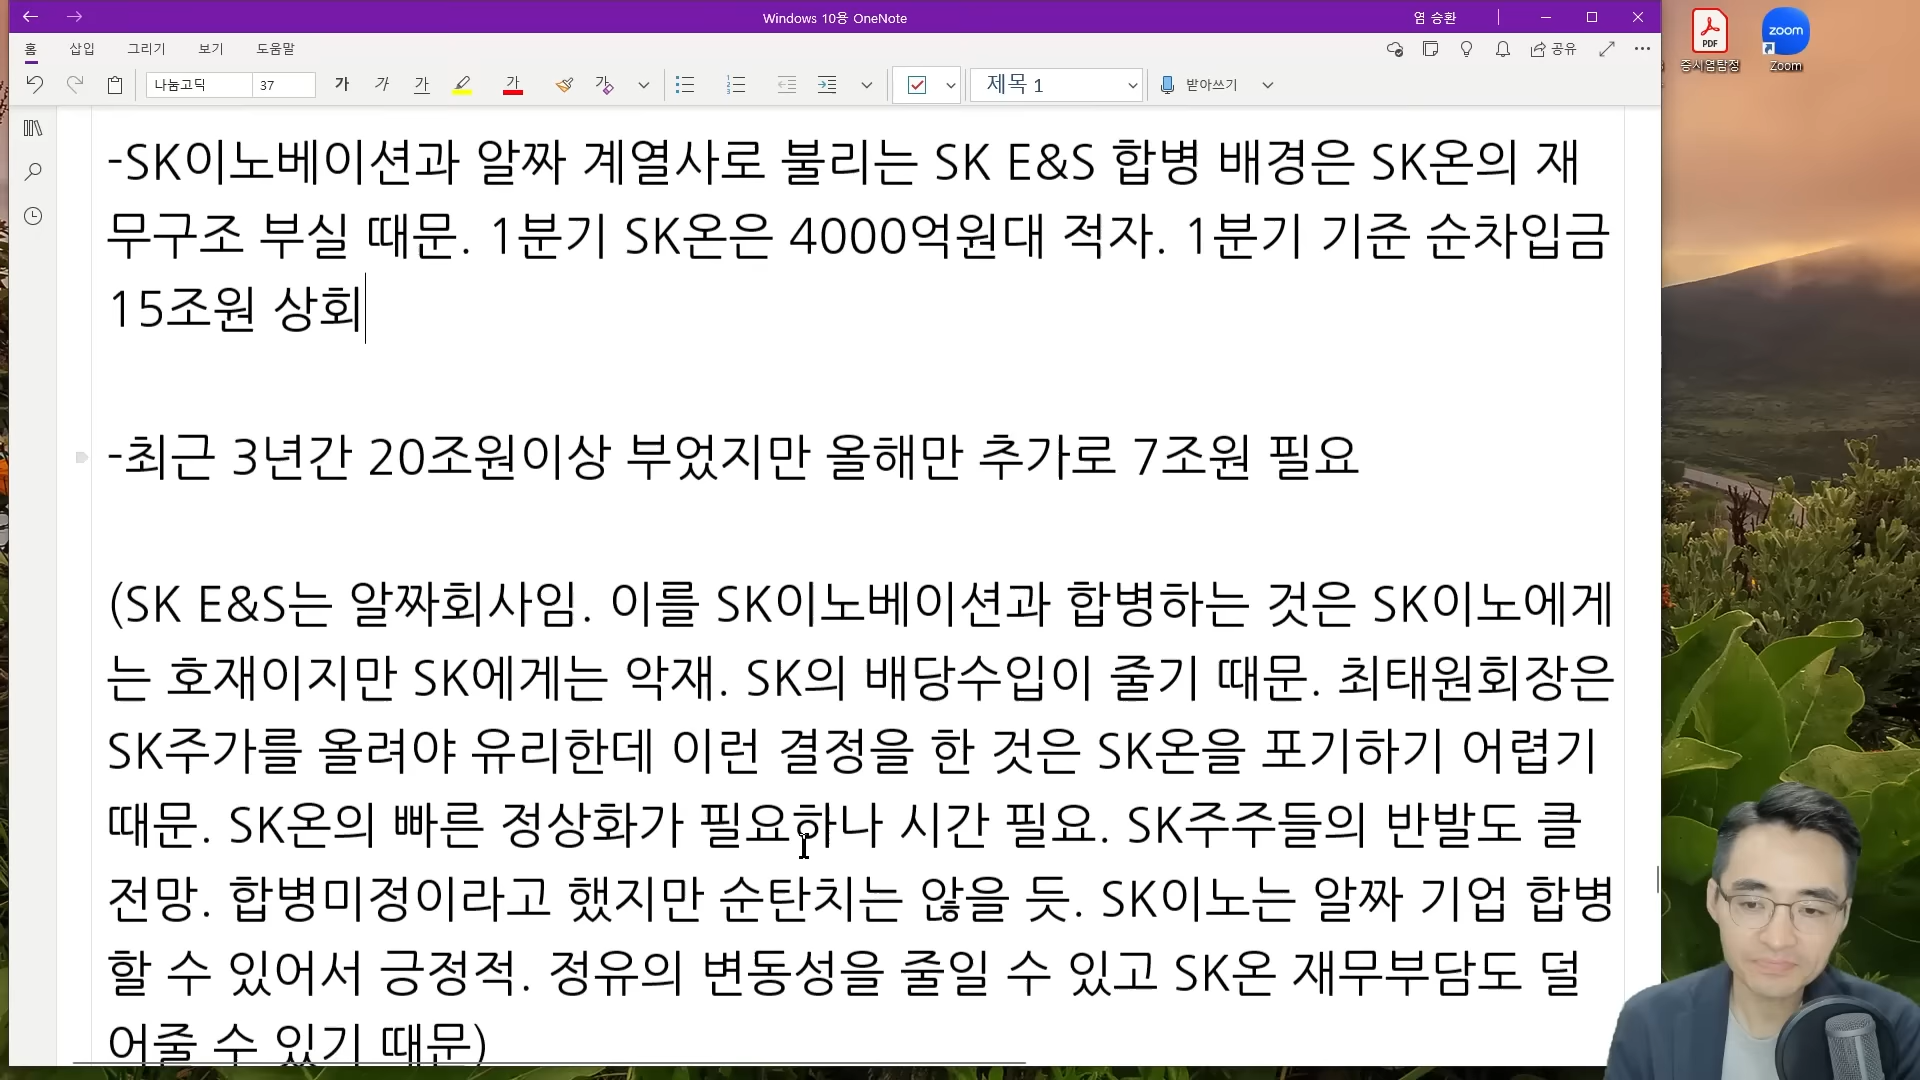 Windows 10용 OneNote
염 승환
홈 삽입 그리기 보기 도움말
공유
나눔고딕 37 가 가 가 가 가 제목 1 받아쓰기
-SK이노베이션과 알짜 계열사로 불리는 SK E&S 합병 배경은 SK온의 재
무구조 부실 때문. 1분기 SK온은 4000억원대 적자. 1분기 기준 순차입금
15조원 상회
-최근 3년간 20조원이상 부었지만 올해만 추가로 7조원 필요
(SK E&S는 알짜회사임. 이를 SK이노베이션과 합병하는 것은 SK이노에게
는 호재이지만 SK에게는 악재. SK의 배당수입이 줄기 때문. 최태원회장은
SK주가를 올려야 유리한데 이런 결정을 한 것은 SK온을 포기하기 어렵기
때문. SK온의 빠른 정상화가 필요하나 시간 필요. SK주주들의 반발도 클
전망. 합병미정이라고 했지만 순탄치는 않을 듯. SK이노는 알짜 기업 합병
할 수 있어서 긍정적. 정유의 변동성을 줄일 수 있고 SK온 재무부담도 덜
어줄 수 있기 때문)
PDF
증시염탐정
zoom
Zoom